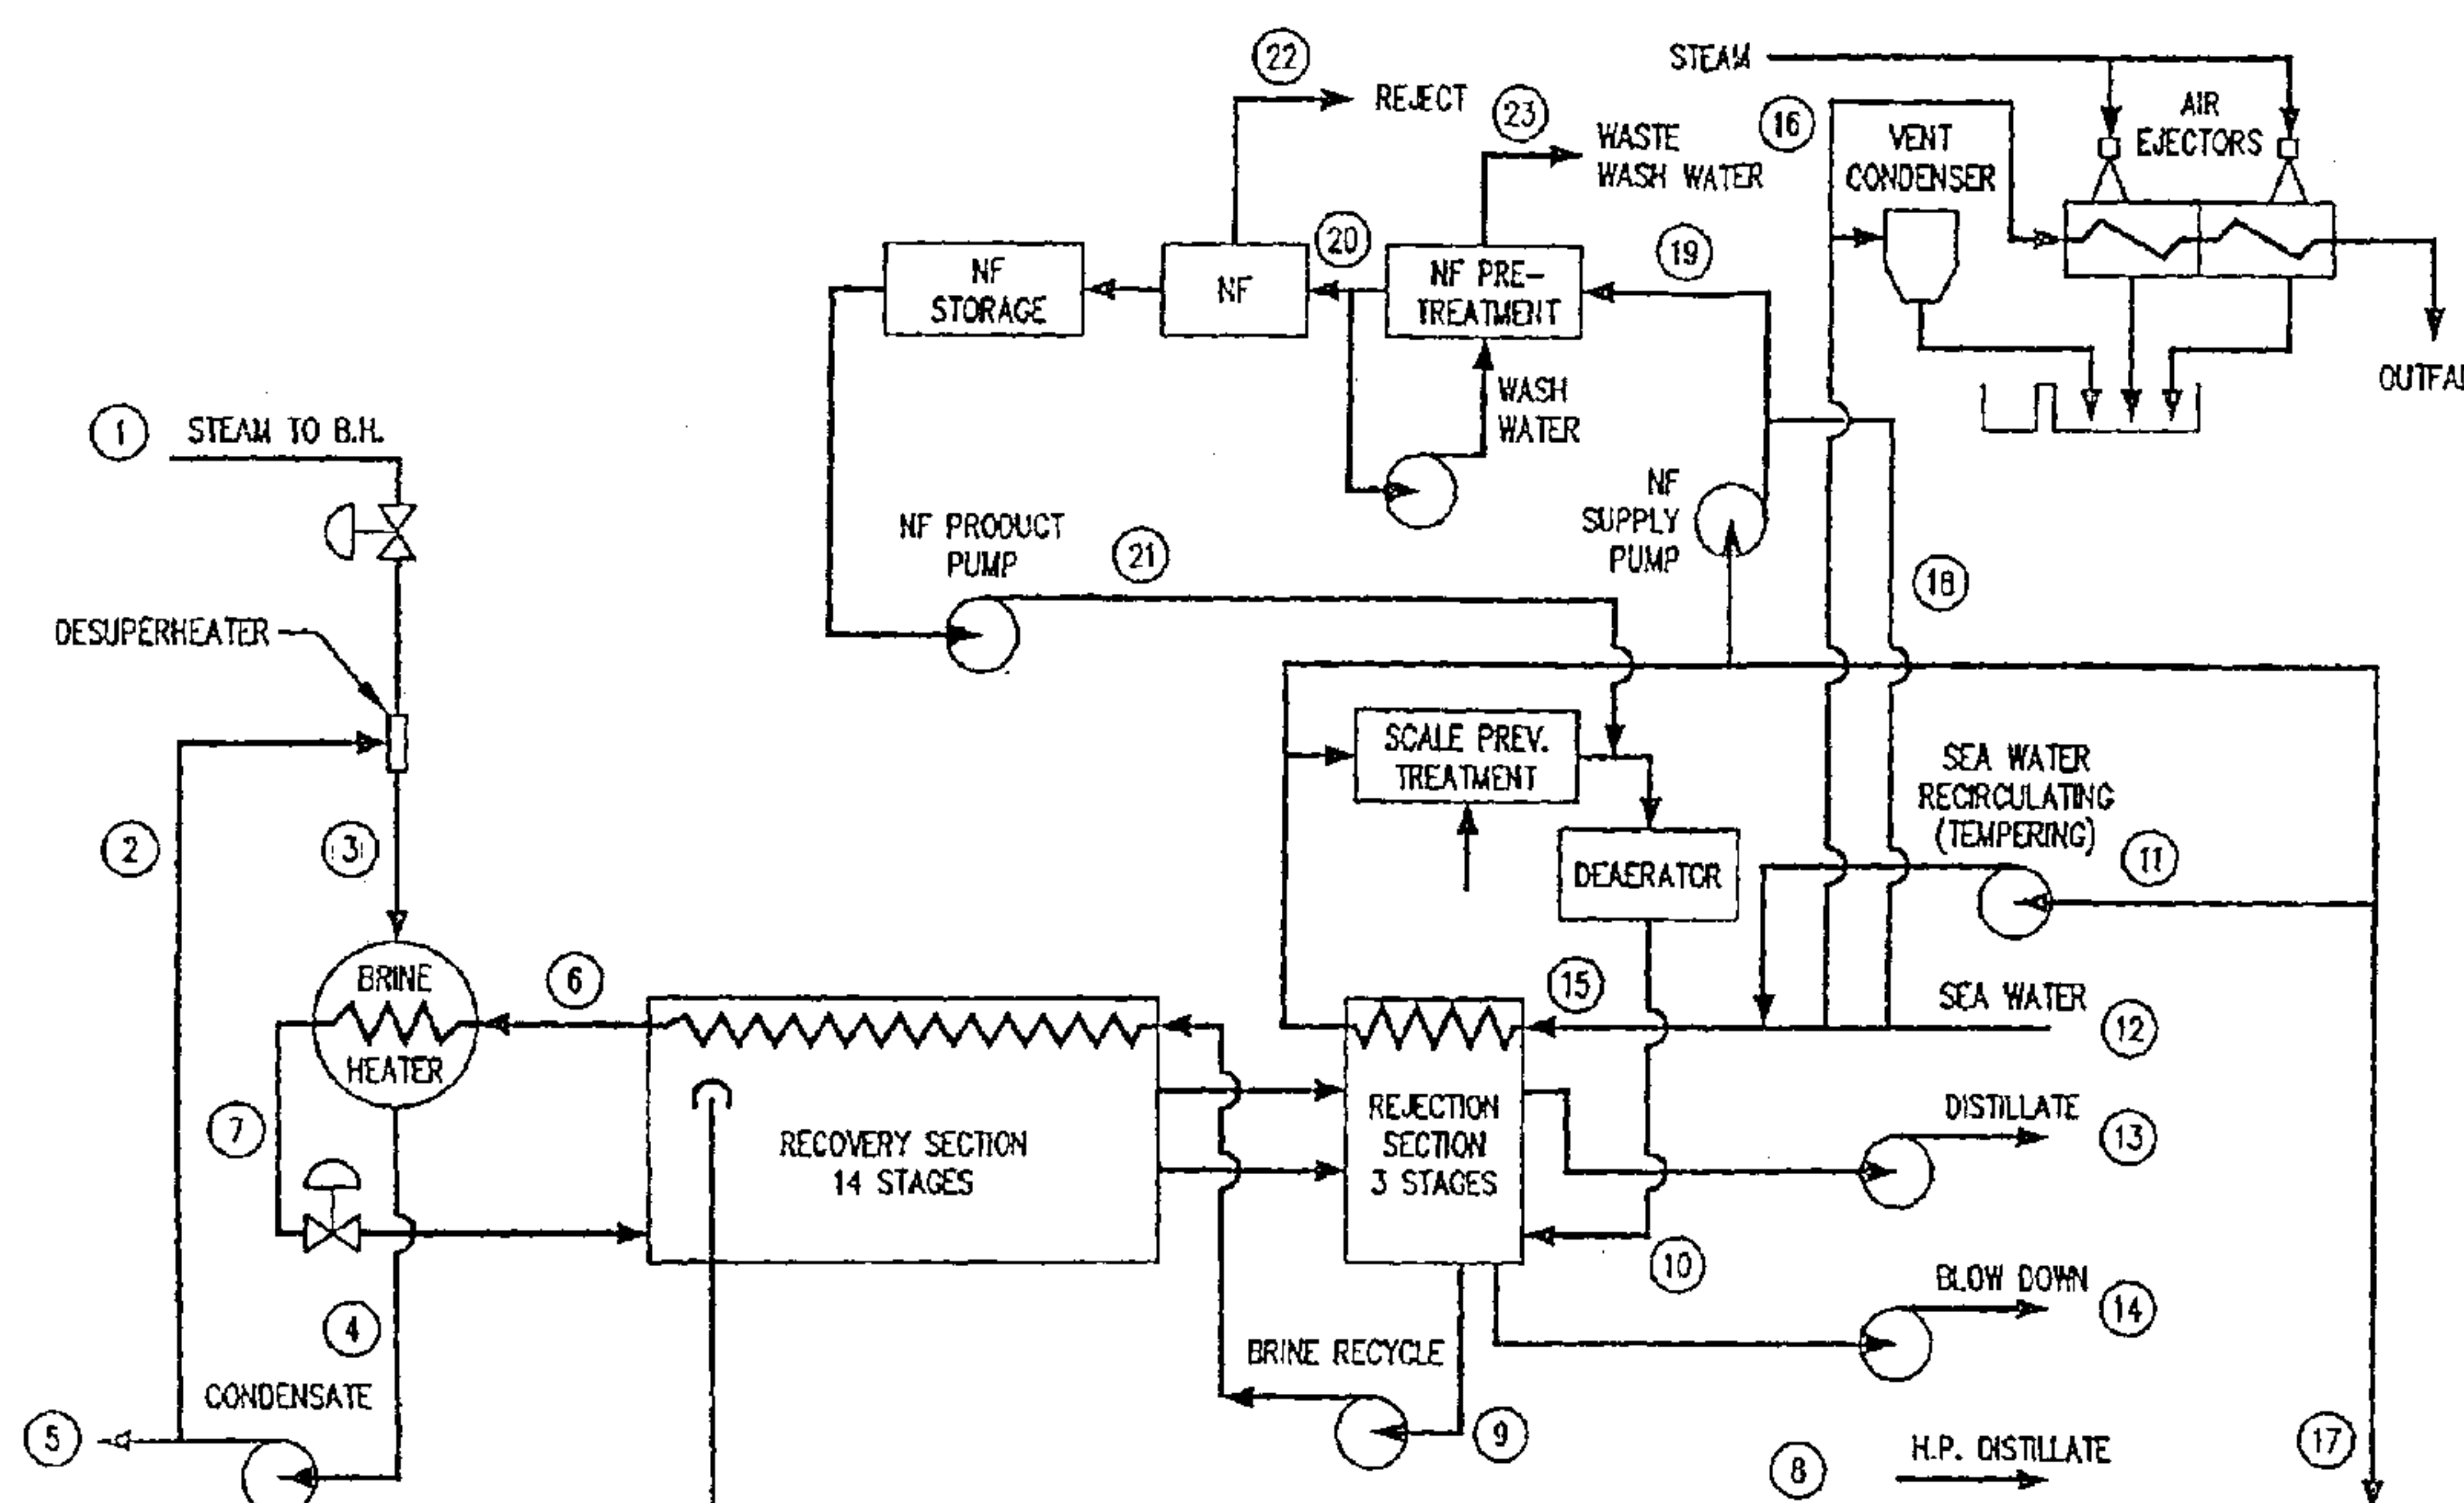 22
REJECT
23
WASTE
WASH WATER
STEAM
16
VENT
CONDENSER
AIR
EJECTORS
NF
STORAGE
NF
20
NF PRE-
TREATMENT
19
WASH
WATER
OUTFAL
1
STEAM TO B.H.
NF PRODUCT
PUMP
21
NF
SUPPLY
PUMP
18
DESUPERHEATER
SCALE PREV.
TREATMENT
SEA WATER
RECIRCULATING
(TEMPERING)
11
2
3
DEAERATOR
BRINE
HEATER
6
15
SEA WATER
12
7
RECOVERY SECTION
14 STAGES
REJECTION
SECTION
3 STAGES
DISTILLATE
13
10
BLOW DOWN
14
4
BRINE RECYCLE
CONDENSATE
5
9
8
H.P. DISTILLATE
17